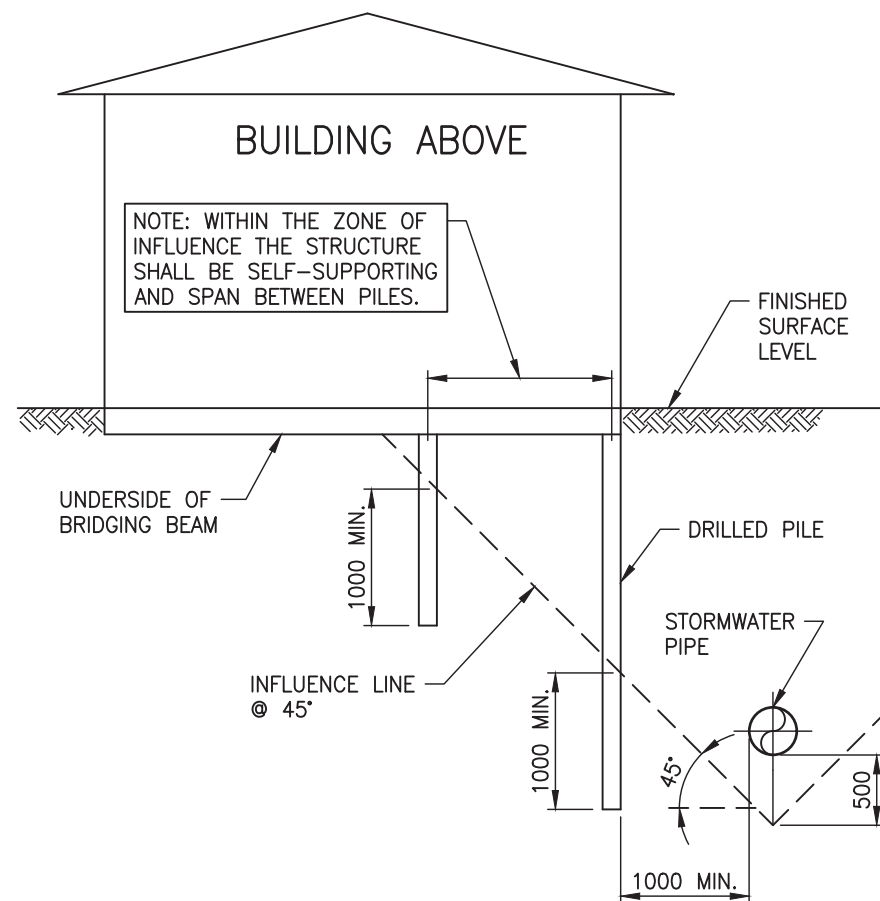 BUILDING ABOVE
NOTE: WITHIN THE ZONE OF
INFLUENCE THE STRUCTURE
SHALL BE SELF-SUPPORTING
AND SPAN BETWEEN PILES.
FINISHED
SURFACE
LEVEL
UNDERSIDE OF
BRIDGING BEAM
1000 MIN.
DRILLED PILE
STORMWATER
PIPE
INFLUENCE LINE
@ 45°
1000 MIN.
45°
500
1000 MIN.